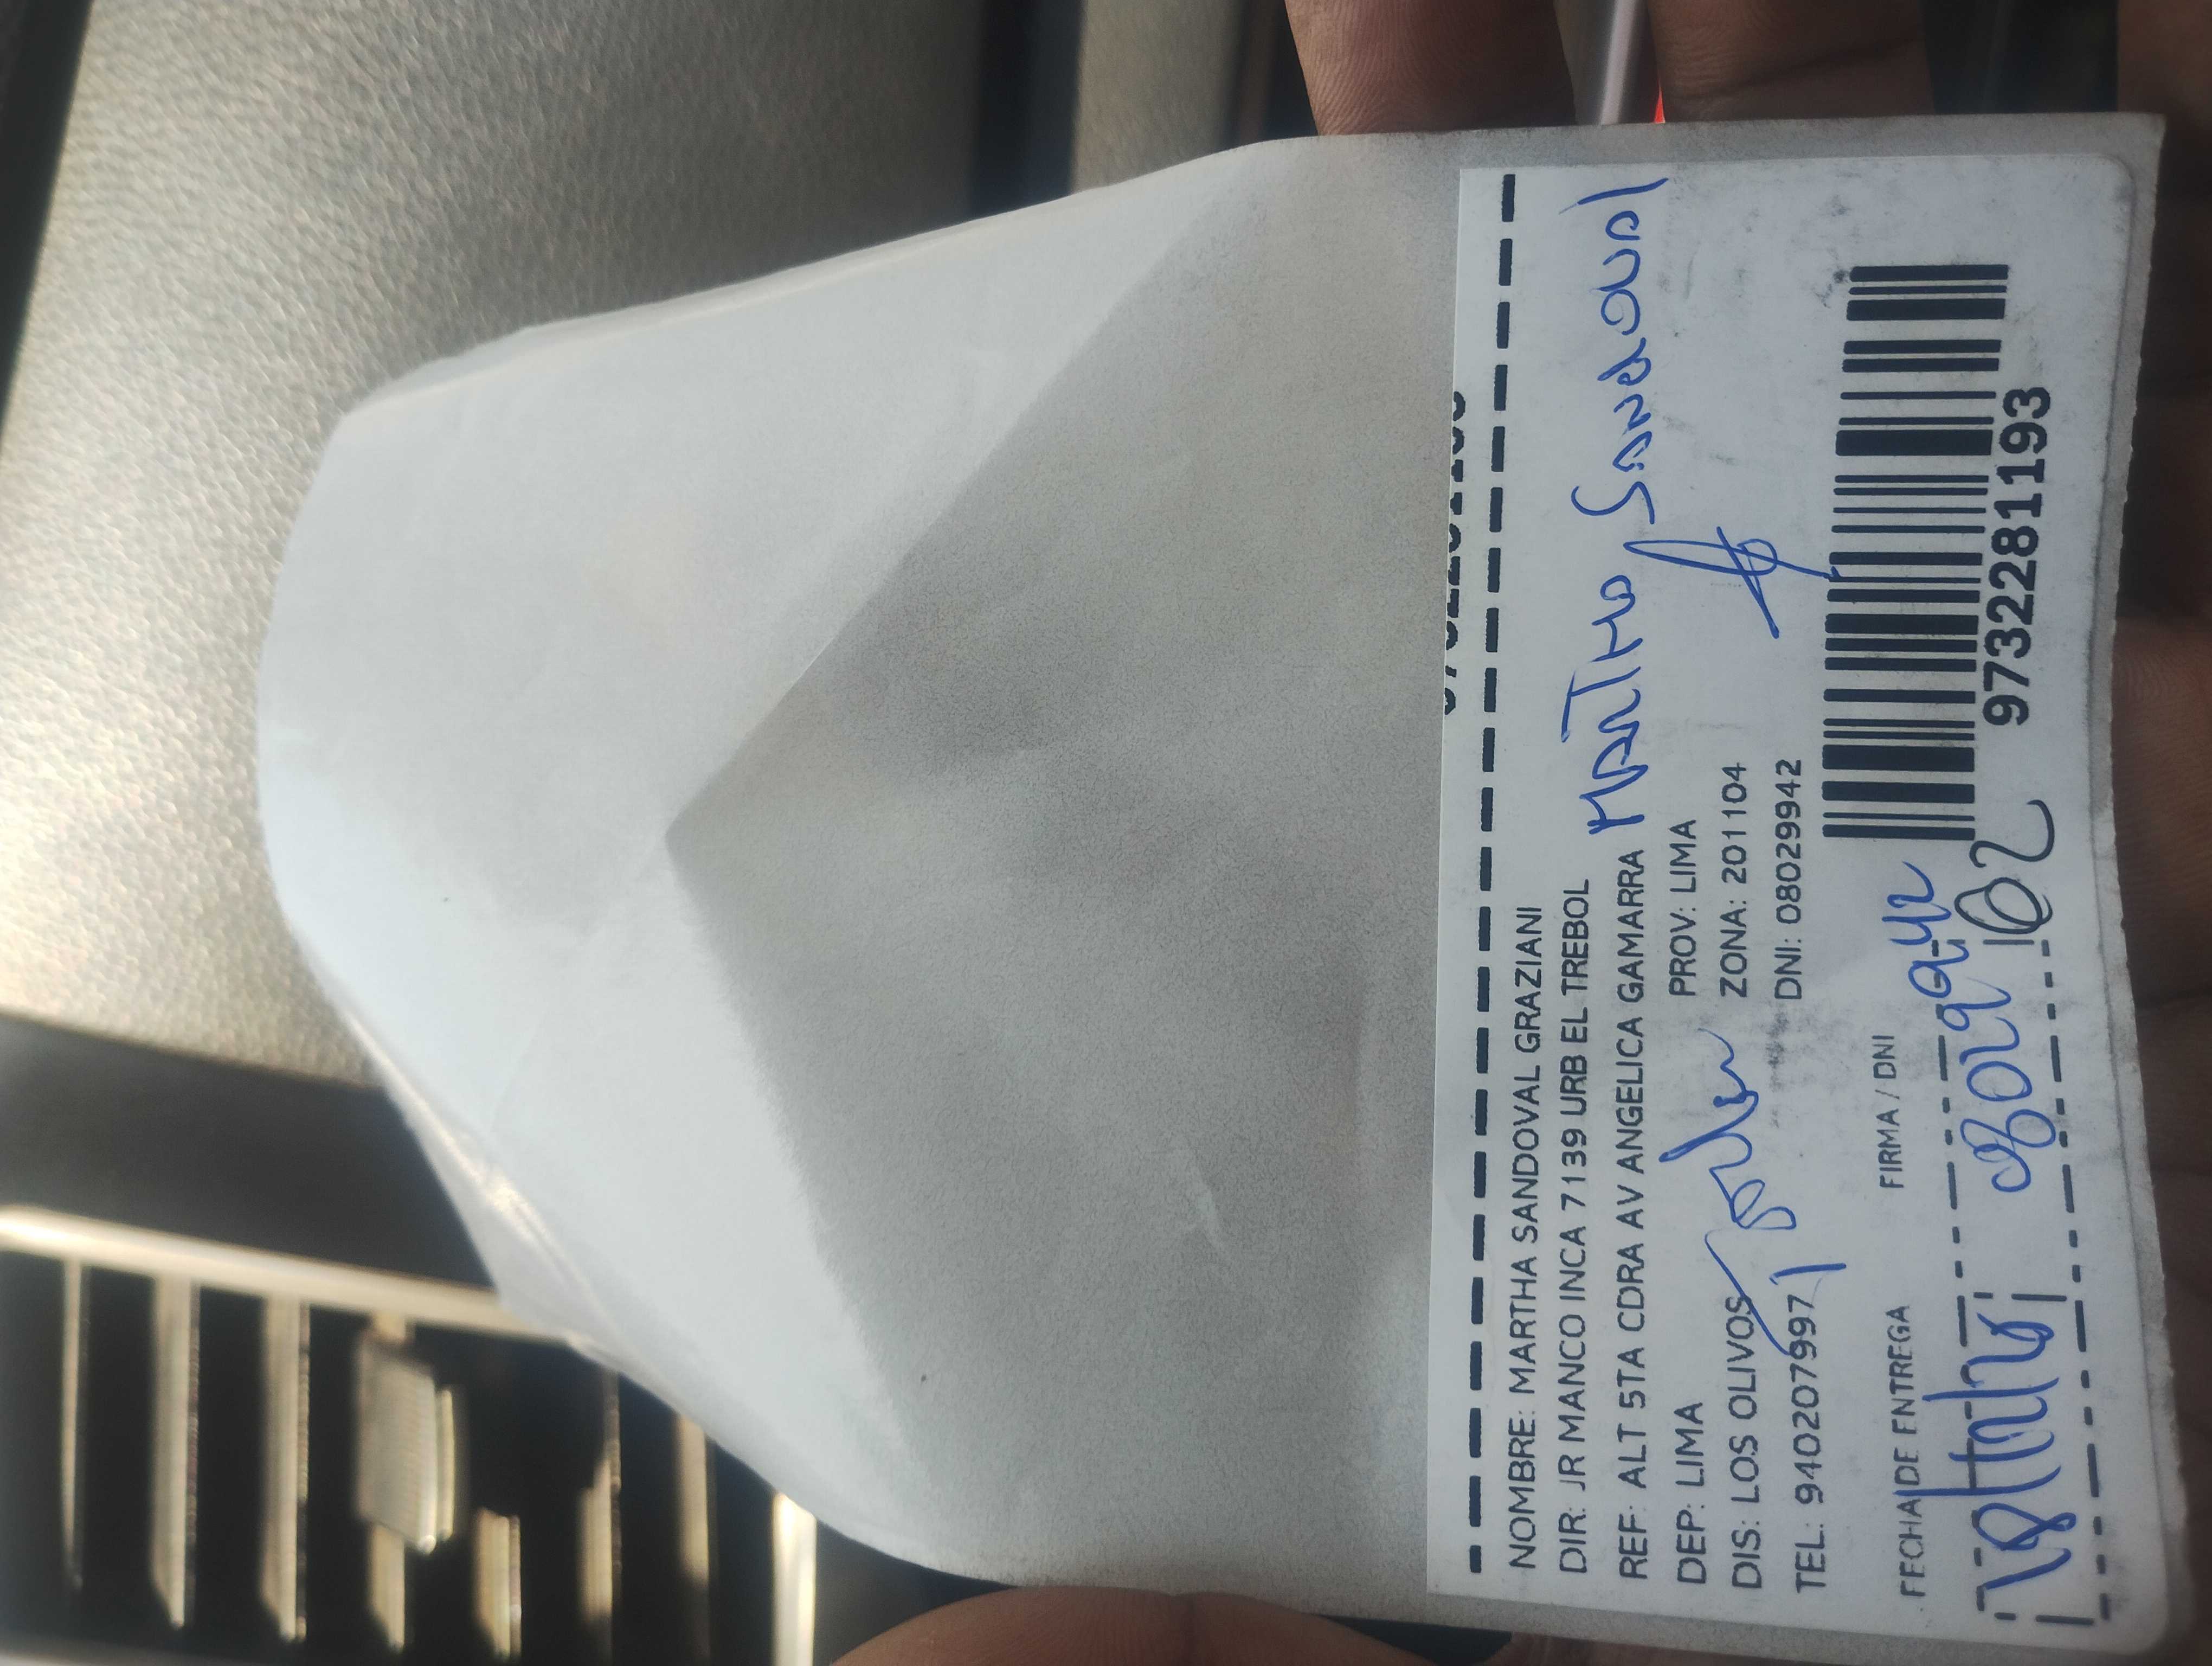 NOMBRE: MARTHA SANDOVAL GRAZIANI
DIR: JR MANCO INCA 7139 URB EL TREBOL
REF: ALT 5TA CDRA AV ANGELICA GAMARRA
Martha Sandoval
DEP: LIMA PROV: LIMA
DIS: LOS OLIVOS ZONA: 201104
TEL: 940207997 DNI: 08029942
FECHA DE ENTREGA FIRMA / DNI
9732281193